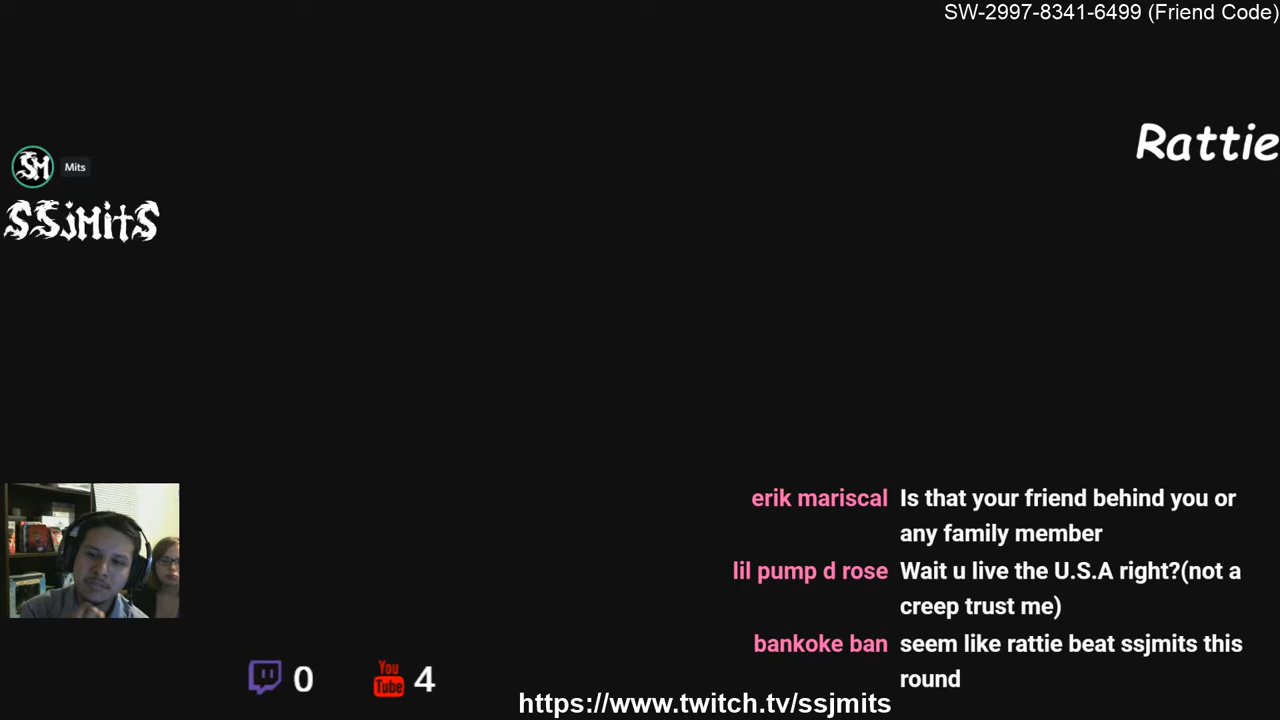 SW-2997-8341-6499 (Friend Code)
Rattie
SM Mits
SSjMitS
erik mariscal Is that your friend behind you or
any family member
lil pump d rose Wait u live the U.S.A right?(not a
creep trust me)
bankoke ban seem like rattie beat ssjmits this
round
0 You Tube 4
https://www.twitch.tv/ssjmits